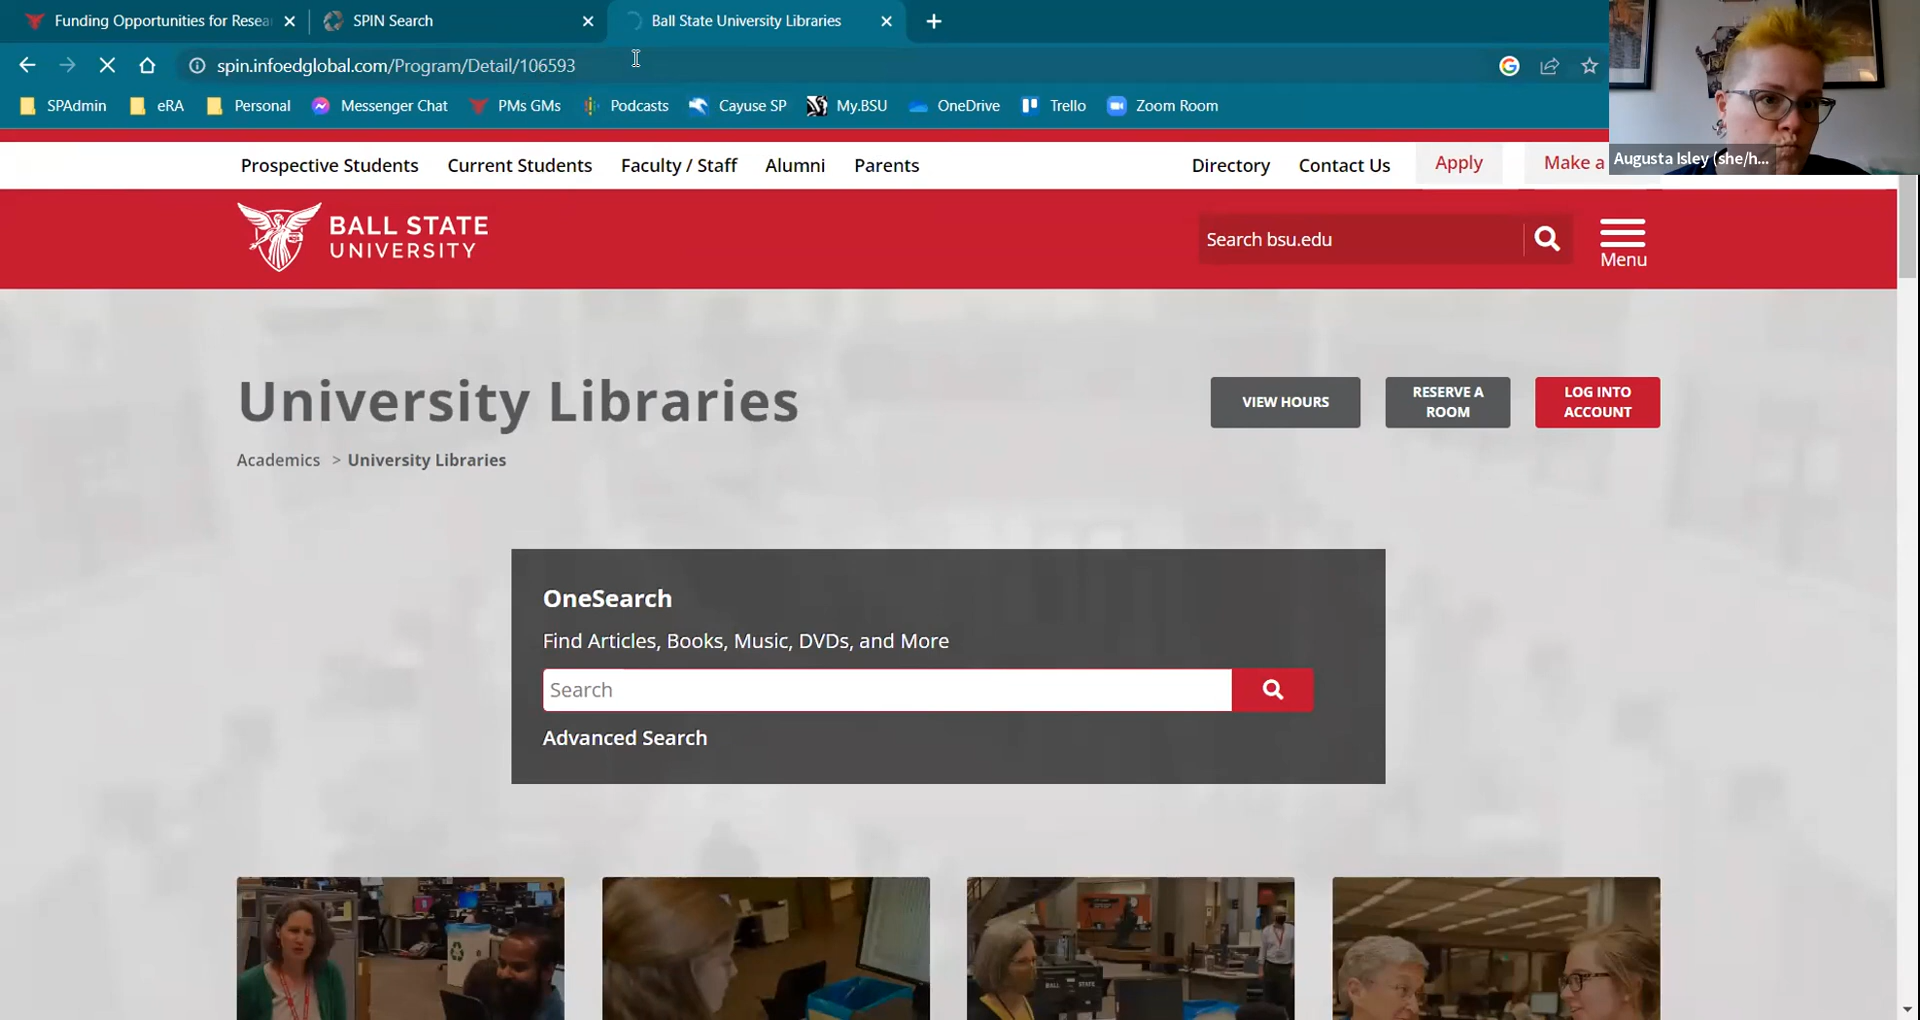 Funding Opportunities for Resea
SPIN Search
Ball State University Libraries
spin.infoedglobal.com/Program/Detail/106593
SPAdmin
eRA
Personal
Messenger Chat
PMs GMs
Podcasts
Cayuse SP
My.BSU
OneDrive
Trello
Zoom Room
Augusta Isley (she/h...
Prospective Students
Current Students
Faculty / Staff
Alumni
Parents
Directory
Contact Us
Apply
Make a
BALL STATE
UNIVERSITY
Search bsu.edu
Menu
University Libraries
VIEW HOURS
RESERVE A
ROOM
LOG INTO
ACCOUNT
Academics > University Libraries
OneSearch
Find Articles, Books, Music, DVDs, and More
Search
Advanced Search
BALL STATE